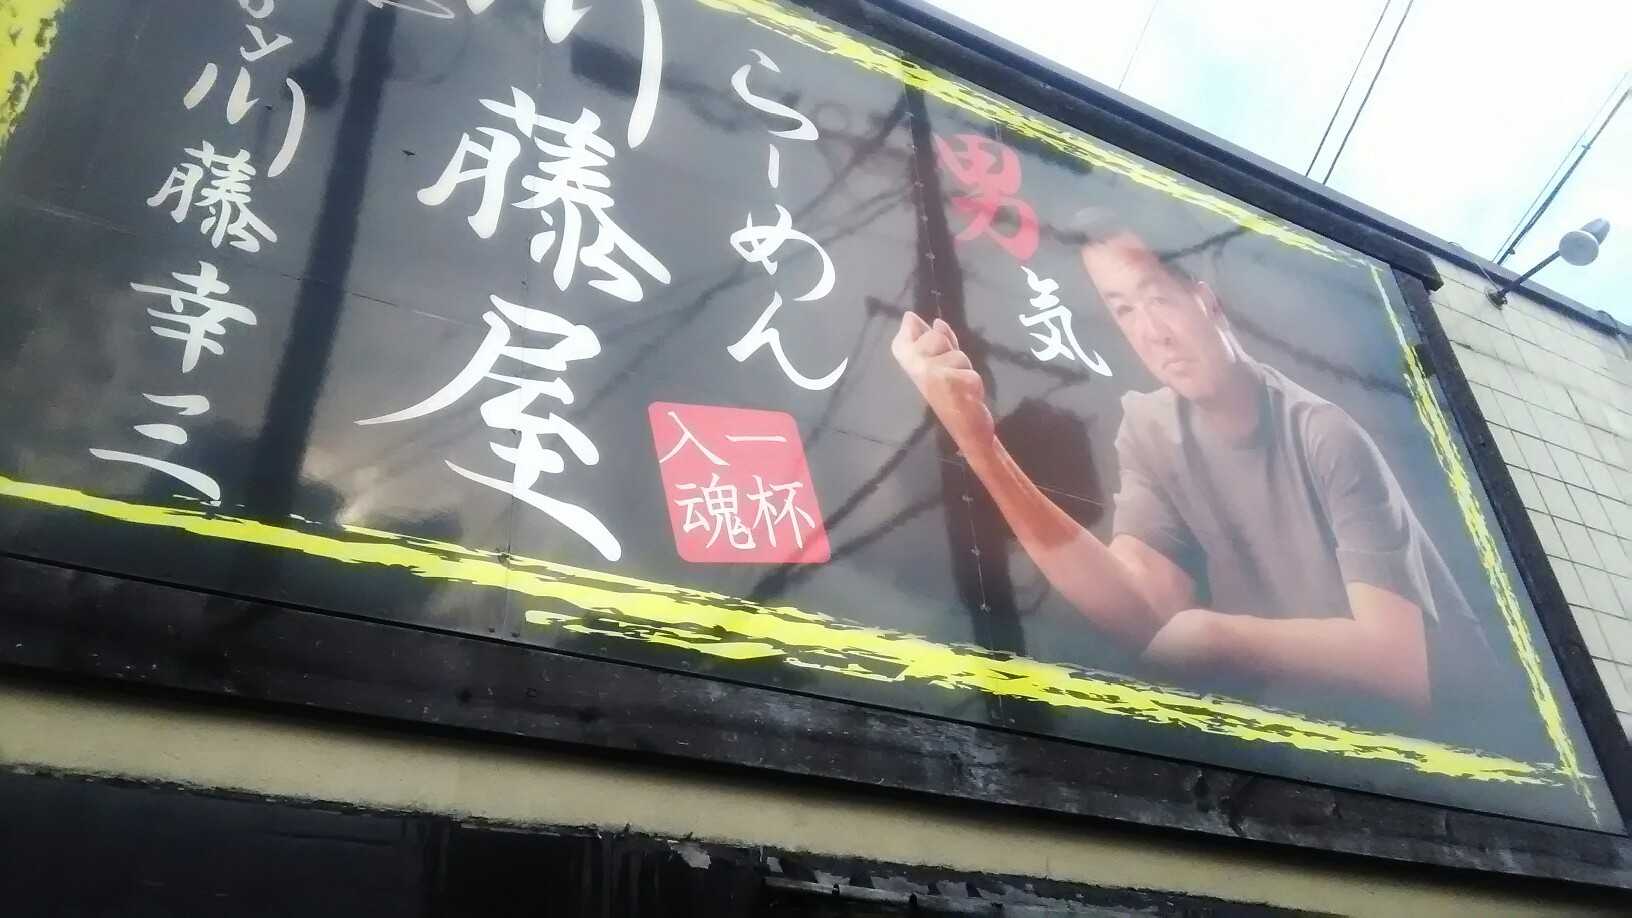 男気
らーめん
一杯
入魂
川藤屋
川藤幸三